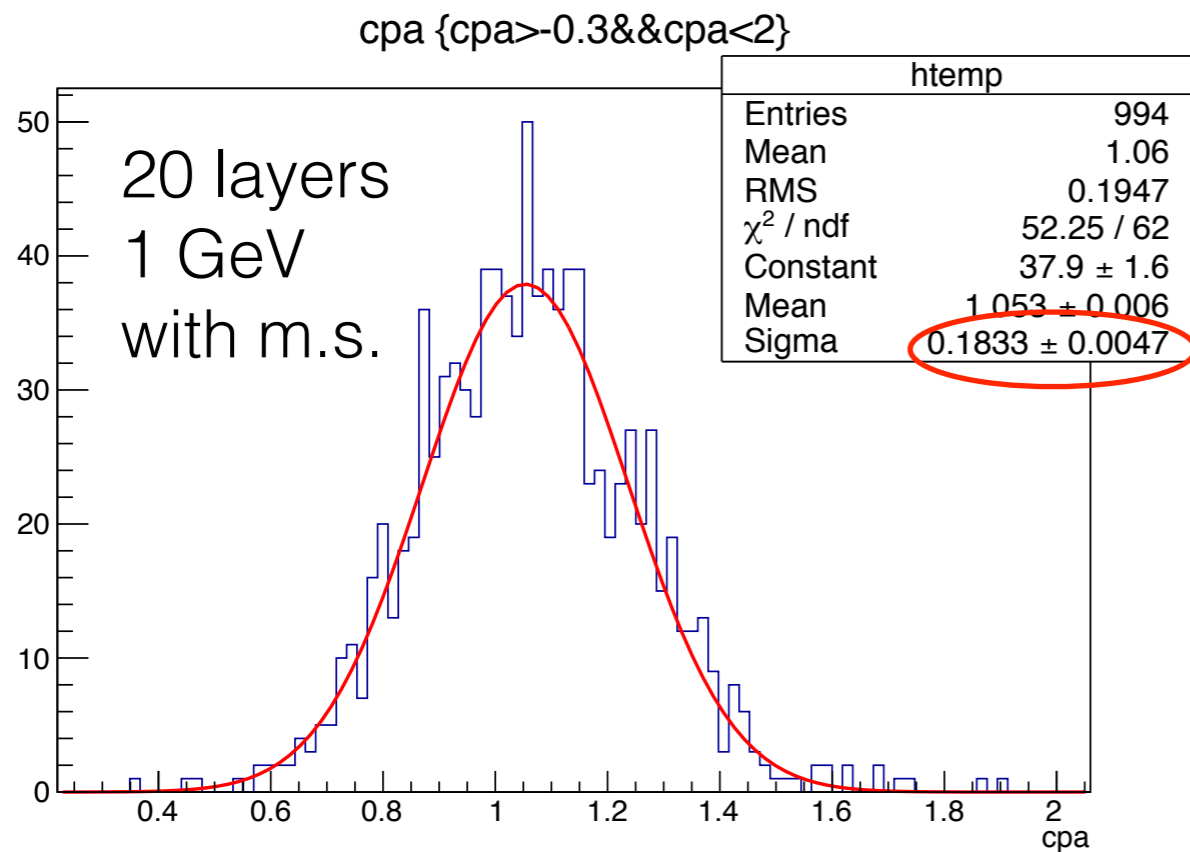 cpa {cpa>-0.3&&cpa<2}
htemp
Entries 994
Mean 1.06
RMS 0.1947
χ² / ndf 52.25 / 62
Constant 37.9 ± 1.6
Mean 1.053 ± 0.006
Sigma 0.1833 ± 0.0047
20 layers
1 GeV
with m.s.
50
40
30
20
10
0
0.4 0.6 0.8 1 1.2 1.4 1.6 1.8 2
cpa